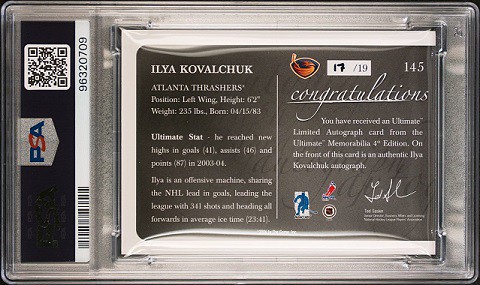 96320709
PSA
ILYA KOVALCHUK
ATLANTA THRASHERS®
Position: Left Wing, Height: 6'2"
Weight: 235 lbs., Born: 04/15/83
Ultimate Stat - he reached new
highs in goals (41), assists (46) and
points (87) in 2003-04.
Ilya is an offensive machine, sharing
the NHL lead in goals, leading the
league with 341 shots and heading all
forwards in average ice time (23:41).
17 /19
145
congratulations
You have received an Ultimate™
Limited Autograph card from the
Ultimate™ Memorabilia 4th Edition. On
the front of this card is an authentic Ilya
Kovalchuk autograph.
Ted Saskin